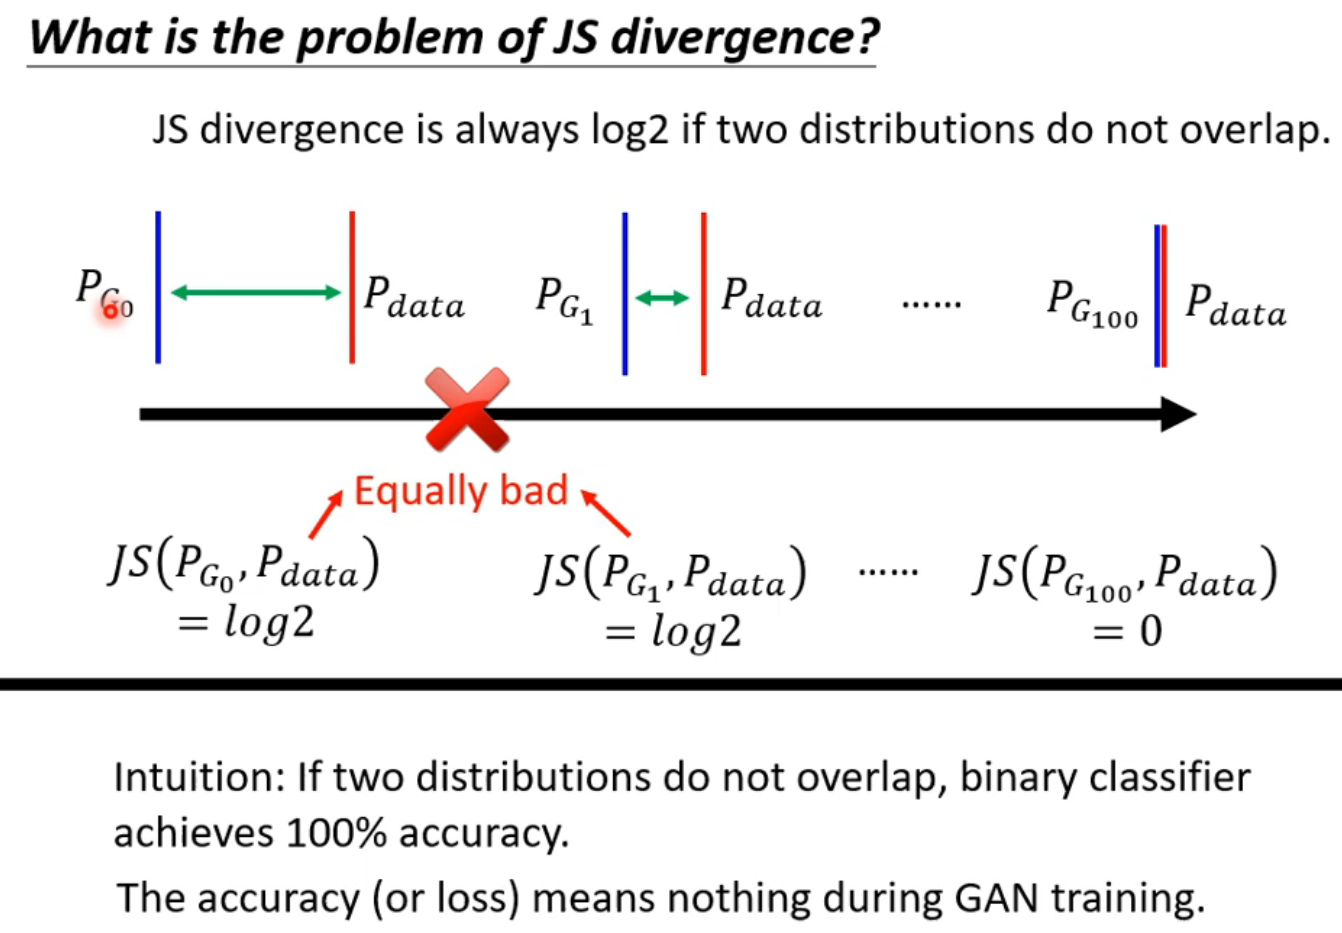 What is the problem of JS divergence?
JS divergence is always log2 if two distributions do not overlap.
P_{G_0} P_{data} P_{G_1} P_{data} ...... P_{G_{100}} P_{data}
Equally bad
JS(P_{G_0}, P_{data}) JS(P_{G_1}, P_{data}) ...... JS(P_{G_{100}}, P_{data})
= log2 = log2 = 0
Intuition: If two distributions do not overlap, binary classifier
achieves 100% accuracy.
The accuracy (or loss) means nothing during GAN training.